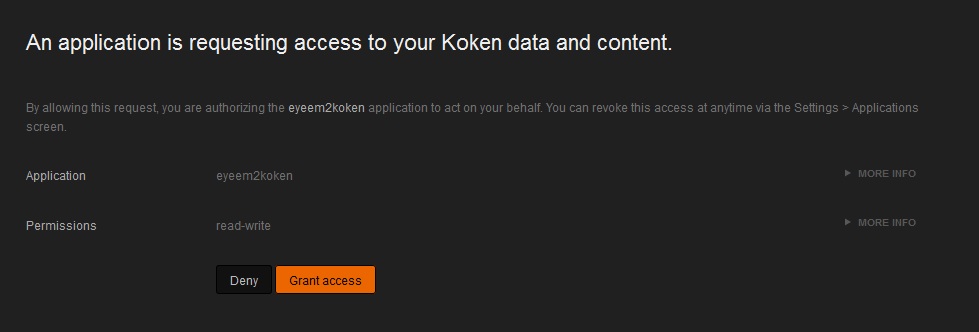 An application is requesting access to your Koken data and content.
By allowing this request, you are authorizing the eyeem2koken application to act on your behalf. You can revoke this access at anytime via the Settings > Applications
screen.
Application eyeem2koken MORE INFO
Permissions read-write MORE INFO
Deny Grant access